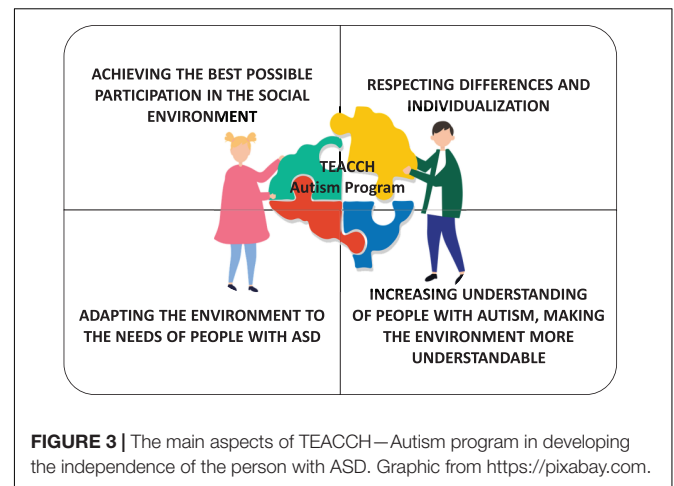 ACHIEVING THE BEST POSSIBLE
PARTICIPATION IN THE SOCIAL
ENVIRONMENT
RESPECTING DIFFERENCES AND
INDIVIDUALIZATION
TEACCH
Autism Program
ADAPTING THE ENVIRONMENT TO
THE NEEDS OF PEOPLE WITH ASD
INCREASING UNDERSTANDING
OF PEOPLE WITH AUTISM, MAKING
THE ENVIRONMENT MORE
UNDERSTANDABLE
FIGURE 3 | The main aspects of TEACCH—Autism program in developing
the independence of the person with ASD. Graphic from https://pixabay.com.